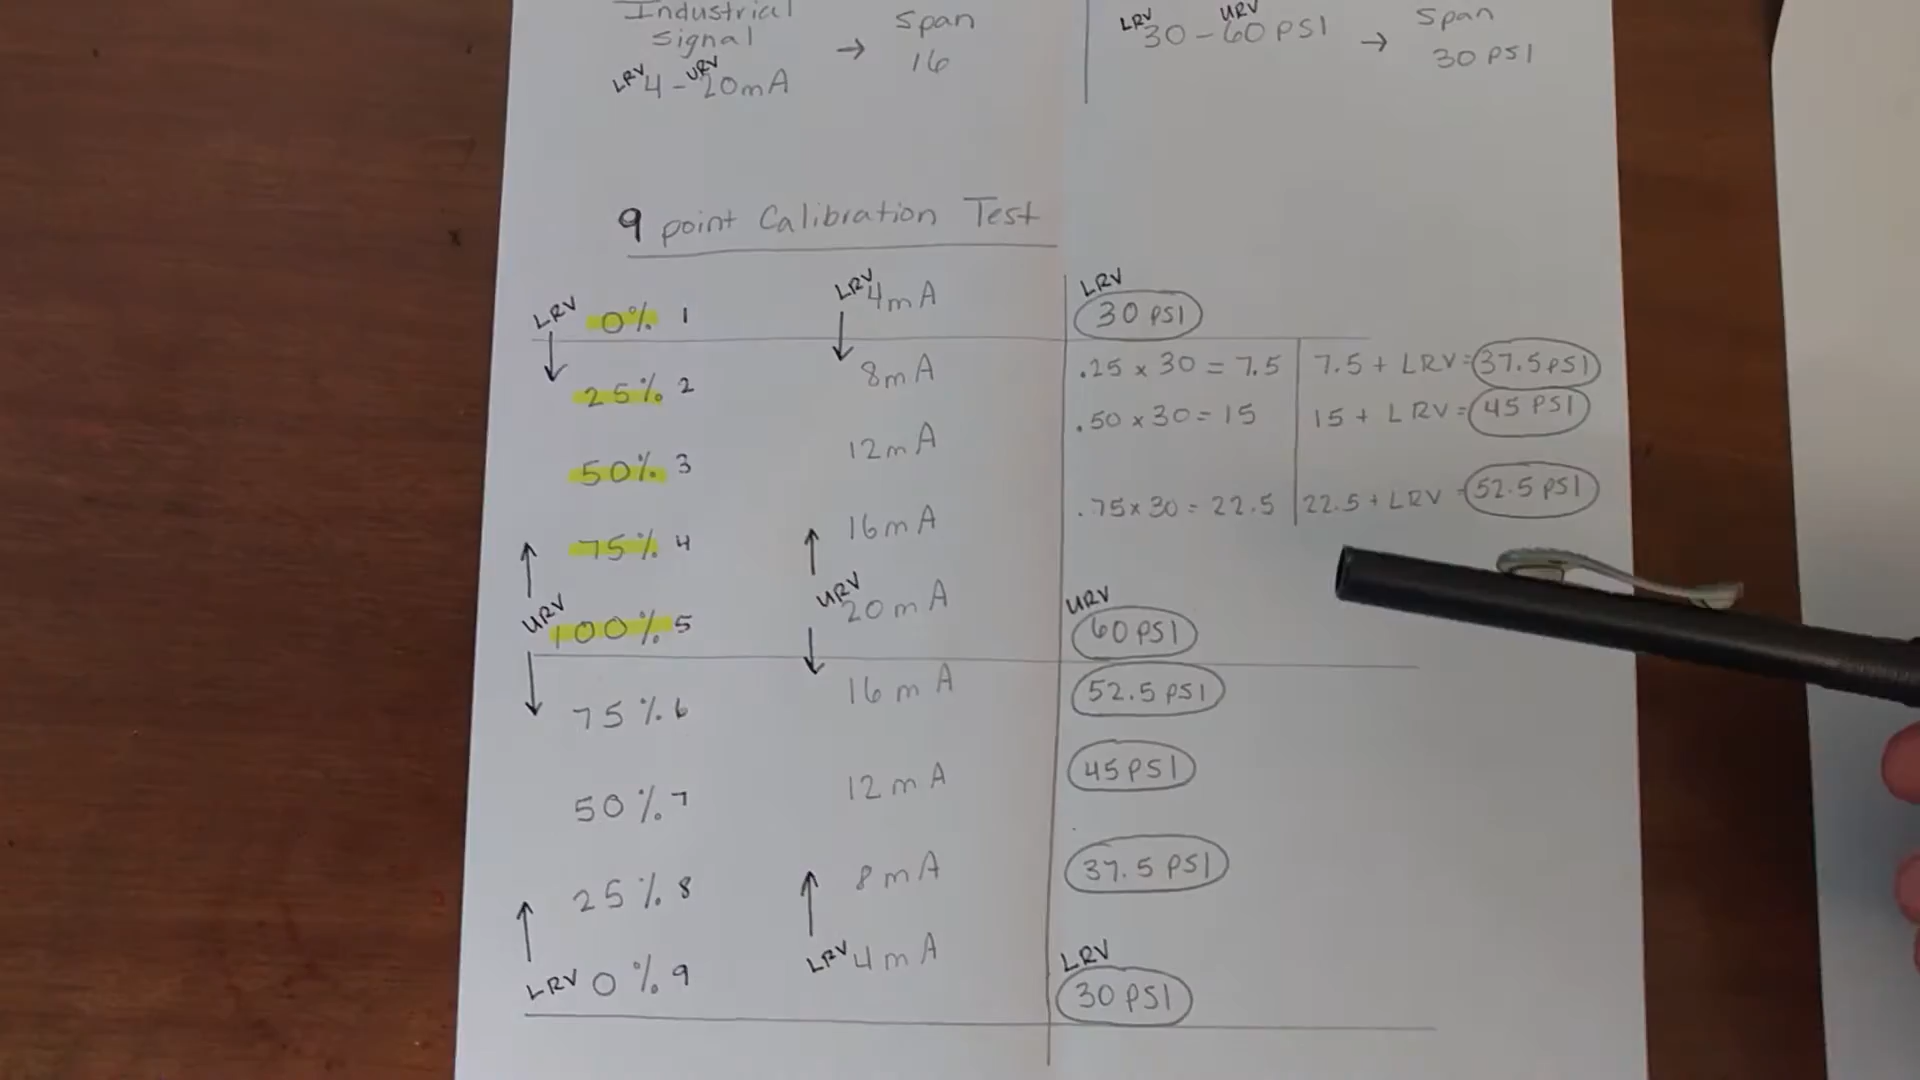 Industrial
Signal
LRV 4 - URV 20mA
→ Span
16
LRV 30 - URV 60 PSI → Span
30 PSI
9 point Calibration Test
LRV 0% 1 LRV 4mA LRV 30 PSI
25% 2 8mA .25 x 30 = 7.5 7.5 + LRV = 37.5 PSI
50% 3 12mA .50 x 30 = 15 15 + LRV = 45 PSI
75% 4 16mA .75 x 30 = 22.5 22.5 + LRV = 52.5 PSI
URV 100% 5 URV 20mA URV 60 PSI
75% 6 16mA 52.5 PSI
50% 7 12mA 45 PSI
25% 8 8mA 37.5 PSI
LRV 0% 9 LRV 4mA LRV 30 PSI